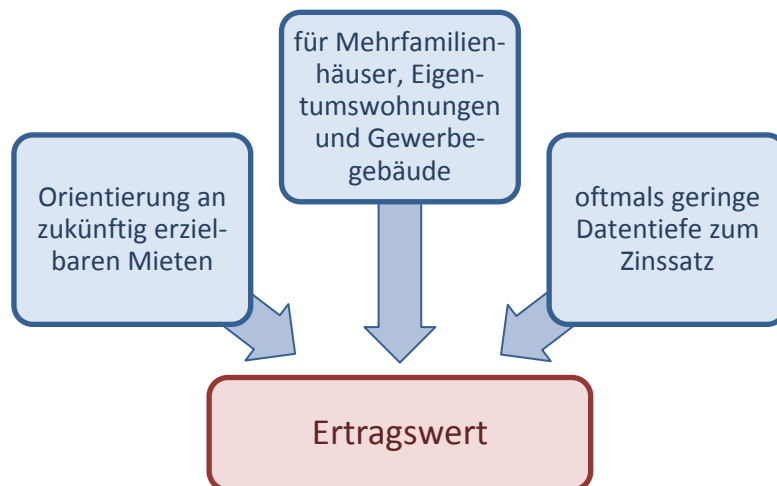 für Mehrfamilien-
häuser, Eigen-
tumswohnungen
und Gewerbe-
gebäude
Orientierung an
zukünftig erziel-
baren Mieten
oftmals geringe
Datentiefe zum
Zinssatz
Ertragswert